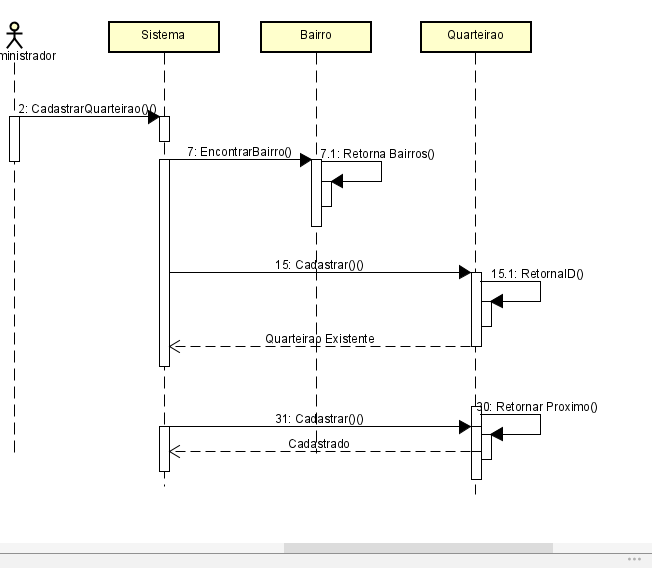 Sistema
Bairro
Quarteirao
ministrador
2: CadastrarQuarteirao()()
7: EncontrarBairro()
7.1: Retorna Bairros()
15: Cadastrar()()
15.1: RetornaID()
Quarteirao Existente
30: Retornar Proximo()
31: Cadastrar()()
Cadastrado